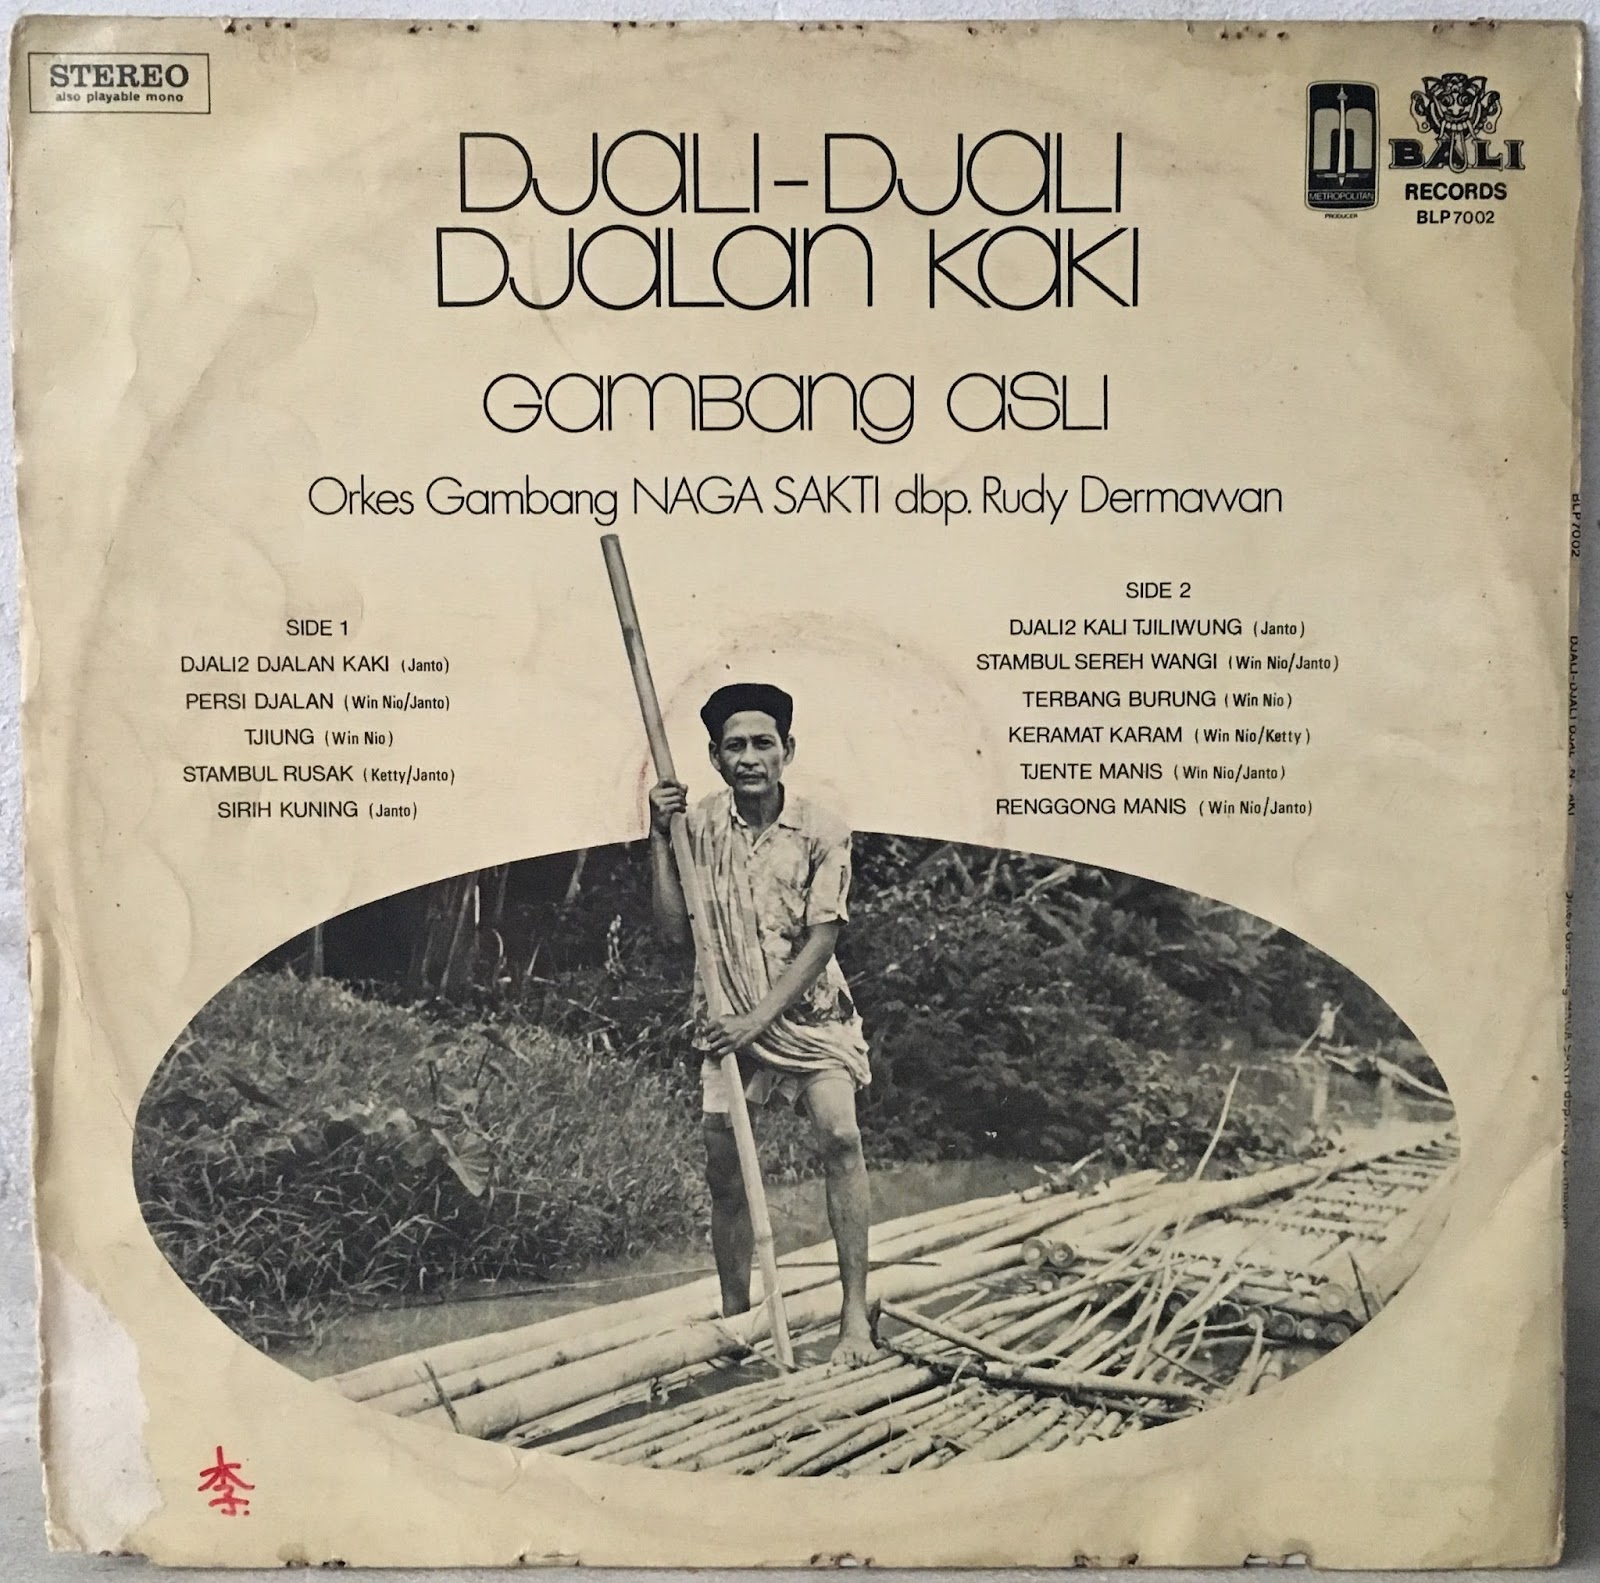 STEREO
also playable mono
METROPOLITAN
PRODUCER
BALI
RECORDS
BLP 7002
DJALI-DJALI
DJALAN KAKI
GAMBANG ASLI
Orkes Gambang NAGA SAKTI dbp. Rudy Dermawan
SIDE 1
DJALI2 DJALAN KAKI (Janto)
PERSI DJALAN (Win Nio/Janto)
TJIUNG (Win Nio)
STAMBUL RUSAK (Ketty/Janto)
SIRIH KUNING (Janto)
SIDE 2
DJALI2 KALI TJILIWUNG (Janto)
STAMBUL SEREH WANGI (Win Nio/Janto)
TERBANG BURUNG (Win Nio)
KERAMAT KARAM (Win Nio/Ketty)
TJENTE MANIS (Win Nio/Janto)
RENGGONG MANIS (Win Nio/Janto)
李
BLP 7002
DJALI-DJALI